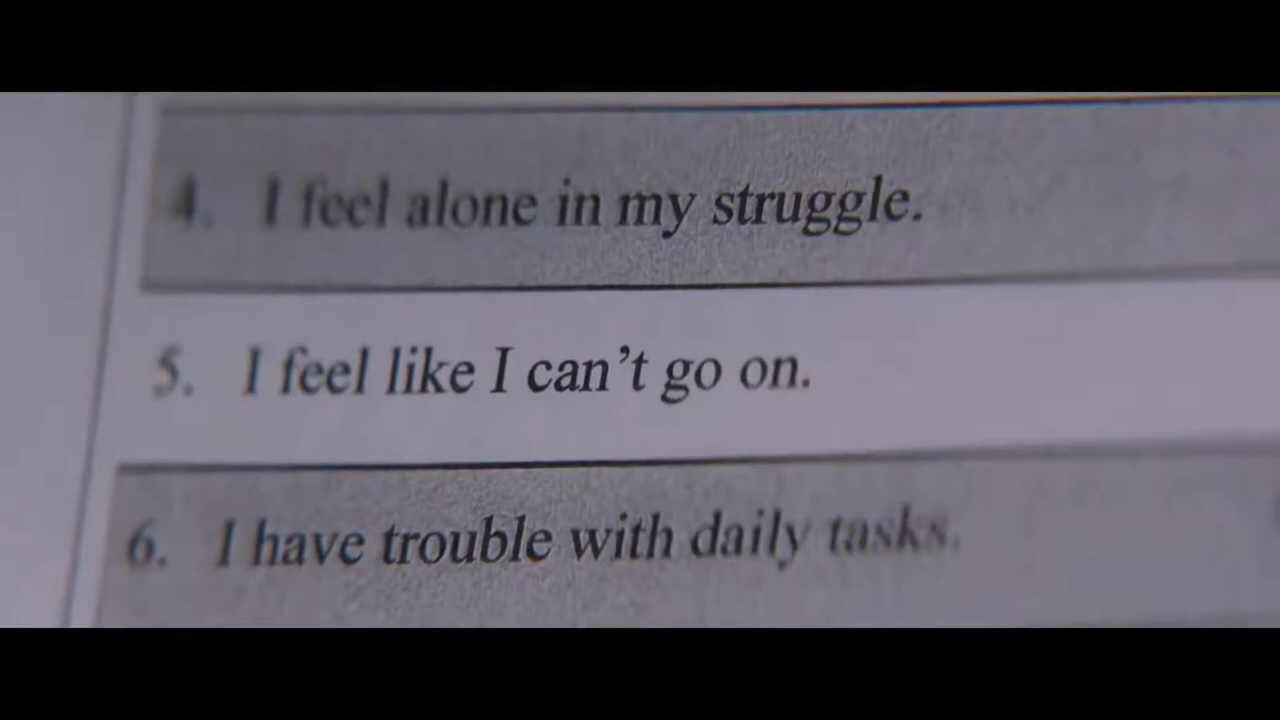 4. I feel alone in my struggle.
5. I feel like I can't go on.
6. I have trouble with daily tasks.